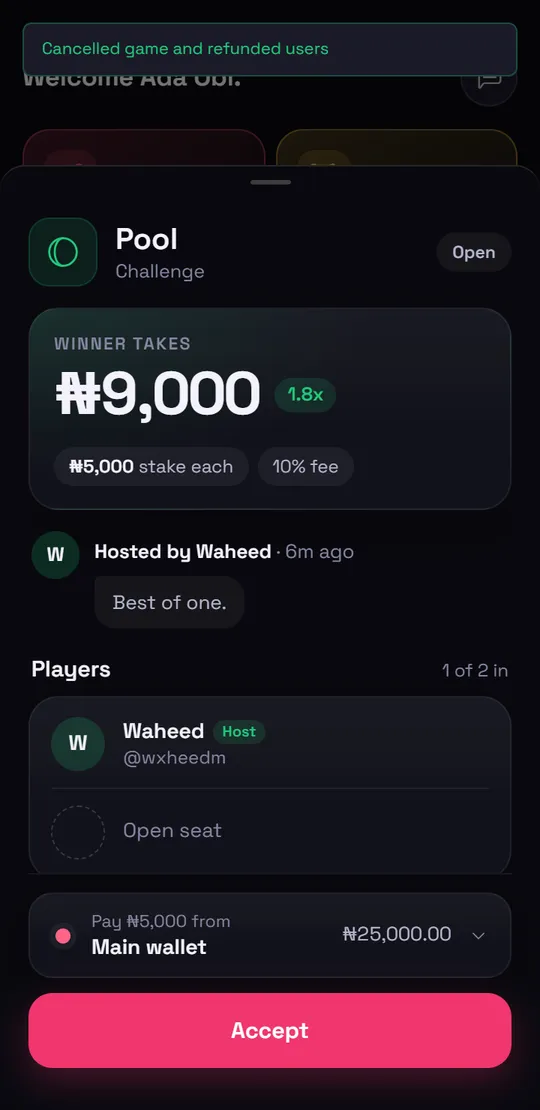 Cancelled game and refunded users
Welcome Ada Obi.
Pool
Challenge
Open
WINNER TAKES
₦9,000
1.8x
₦5,000 stake each
10% fee
W
Hosted by Waheed · 6m ago
Best of one.
Players
1 of 2 in
W
Waheed
Host
@wxheedm
Open seat
Pay ₦5,000 from
Main wallet
₦25,000.00
Accept